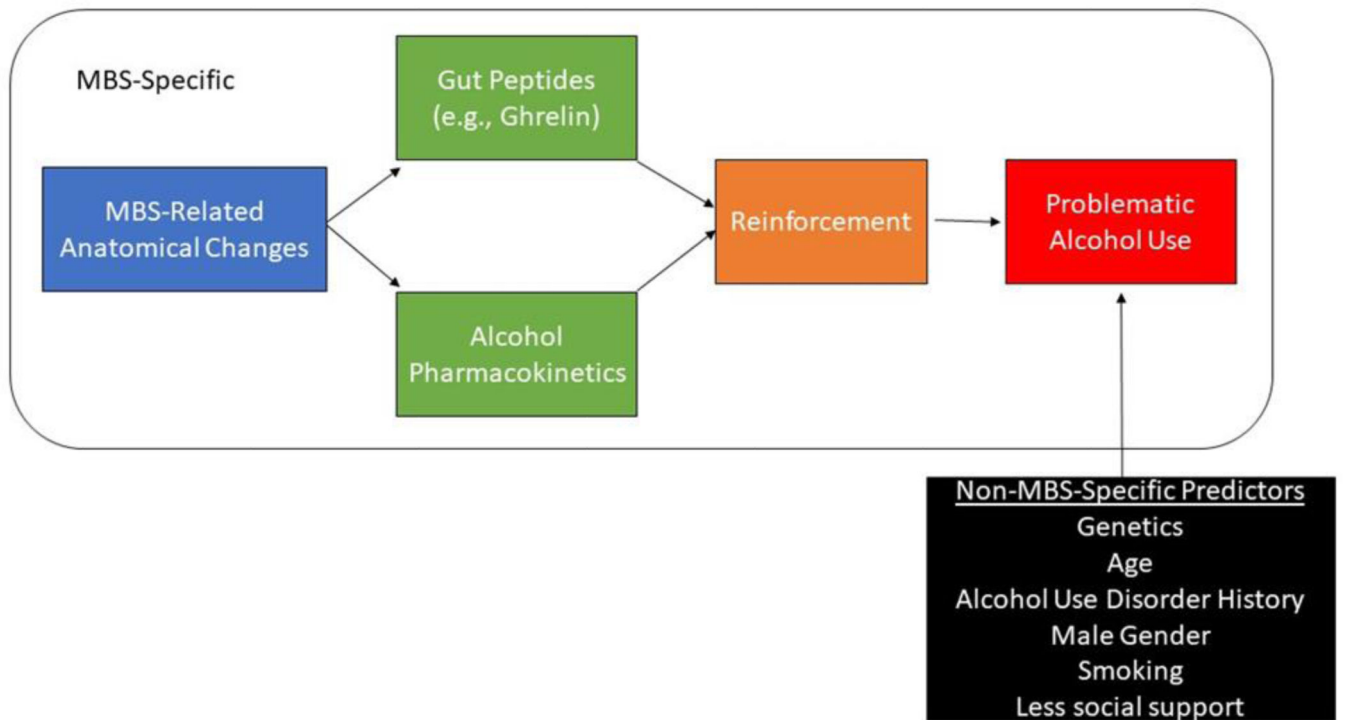 MBS-Specific
Gut Peptides
(e.g., Ghrelin)
MBS-Related
Anatomical Changes
Reinforcement
Problematic
Alcohol Use
Alcohol
Pharmacokinetics
Non-MBS-Specific Predictors
Genetics
Age
Alcohol Use Disorder History
Male Gender
Smoking
Less social support